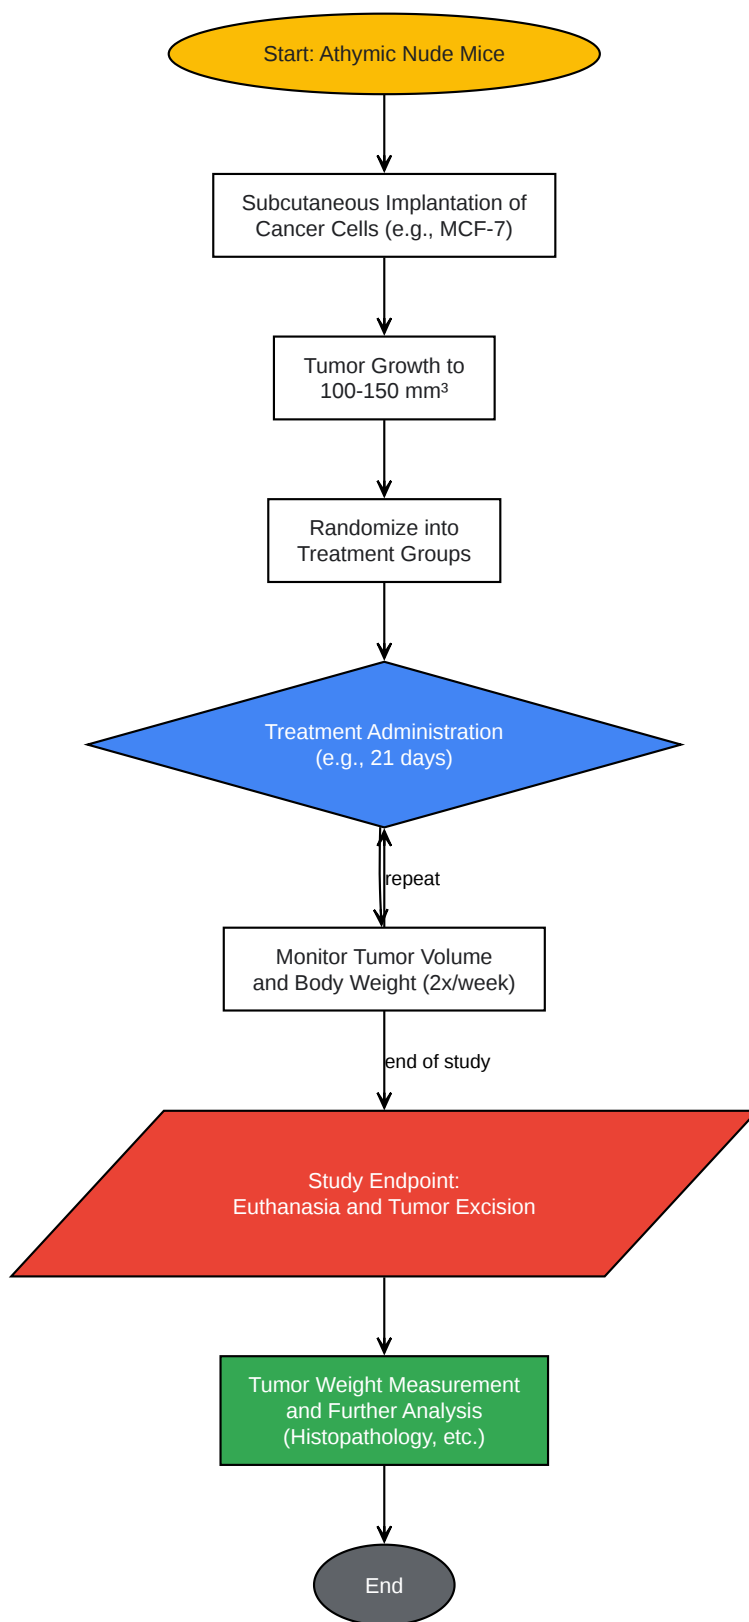 Start: Athymic Nude Mice
Subcutaneous Implantation of
Cancer Cells (e.g., MCF-7)
Tumor Growth to
100-150 mm³
Randomize into
Treatment Groups
Treatment Administration
(e.g., 21 days)
repeat
Monitor Tumor Volume
and Body Weight (2x/week)
end of study
Study Endpoint:
Euthanasia and Tumor Excision
Tumor Weight Measurement
and Further Analysis
(Histopathology, etc.)
End